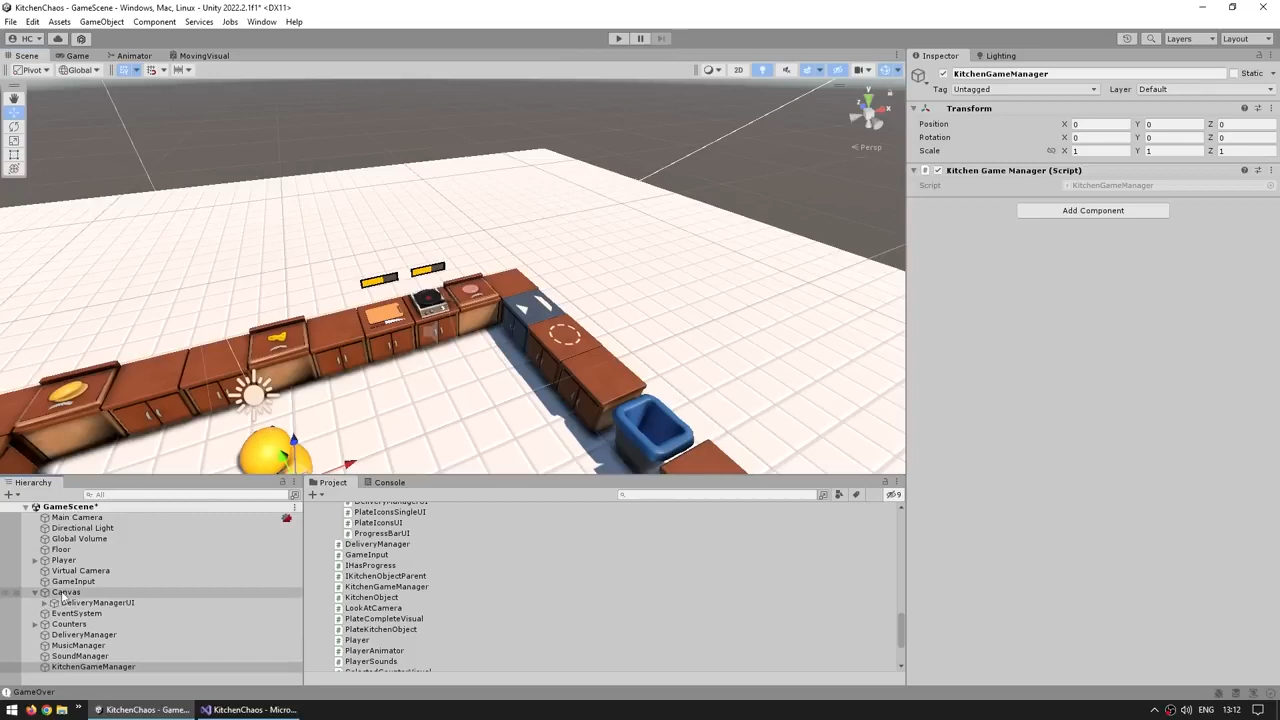 KitchenChaos - GameScene - Windows, Mac, Linux - Unity 2022.2.1f1* <DX11>
File Edit Assets GameObject Component Services Jobs Window Help
HC Layers Layout
Scene Game Animator MovingVisual
Pivot Global 2D
y x z
Persp
Inspector Lighting
KitchenGameManager Static
Tag Untagged Layer Default
Transform
Position X 0 Y 0 Z 0
Rotation X 0 Y 0 Z 0
Scale X 1 Y 1 Z 1
# Kitchen Game Manager (Script)
Script KitchenGameManager
Add Component
Hierarchy
All
GameScene*
Main Camera
Directional Light
Global Volume
Floor
Player
Virtual Camera
GameInput
Canvas
DeliveryManagerUI
EventSystem
Counters
DeliveryManager
MusicManager
SoundManager
KitchenGameManager
Project Console
9
DeliveryManagerUI
PlateIconsSingleUI
PlateIconsUI
ProgressBarUI
DeliveryManager
GameInput
IHasProgress
IKitchenObjectParent
KitchenGameManager
KitchenObject
LookAtCamera
PlateCompleteVisual
PlateKitchenObject
Player
PlayerAnimator
PlayerSounds
GameOver
KitchenChaos - Game...
KitchenChaos - Micro...
ENG 13:12